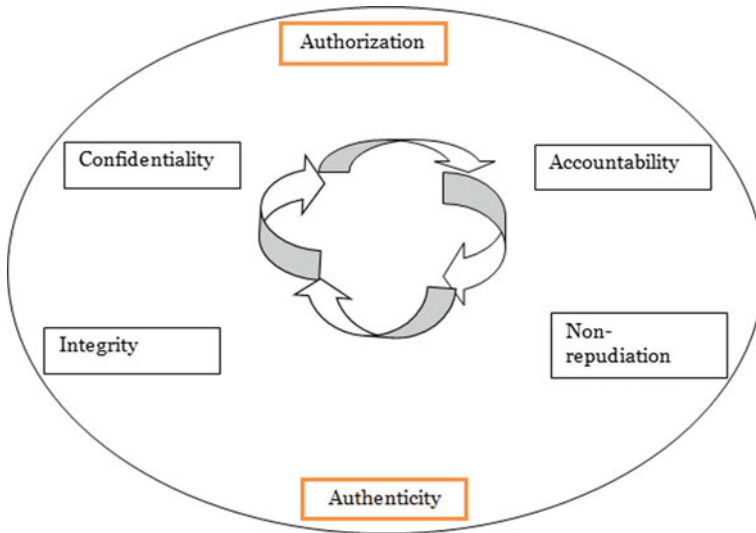 Authorization
Confidentiality
Accountability
Integrity
Non-
repudiation
Authenticity